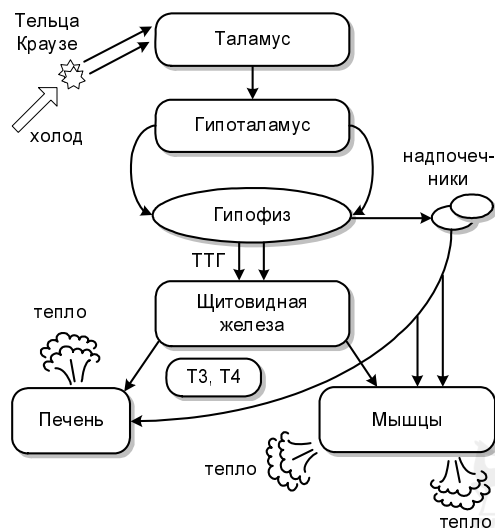 Тельца
Краузе
Таламус
холод
Гипоталамус
надпочеч-
ники
Гипофиз
ТТГ
Щитовидная
железа
тепло
Т3, Т4
Печень
Мышцы
тепло
тепло